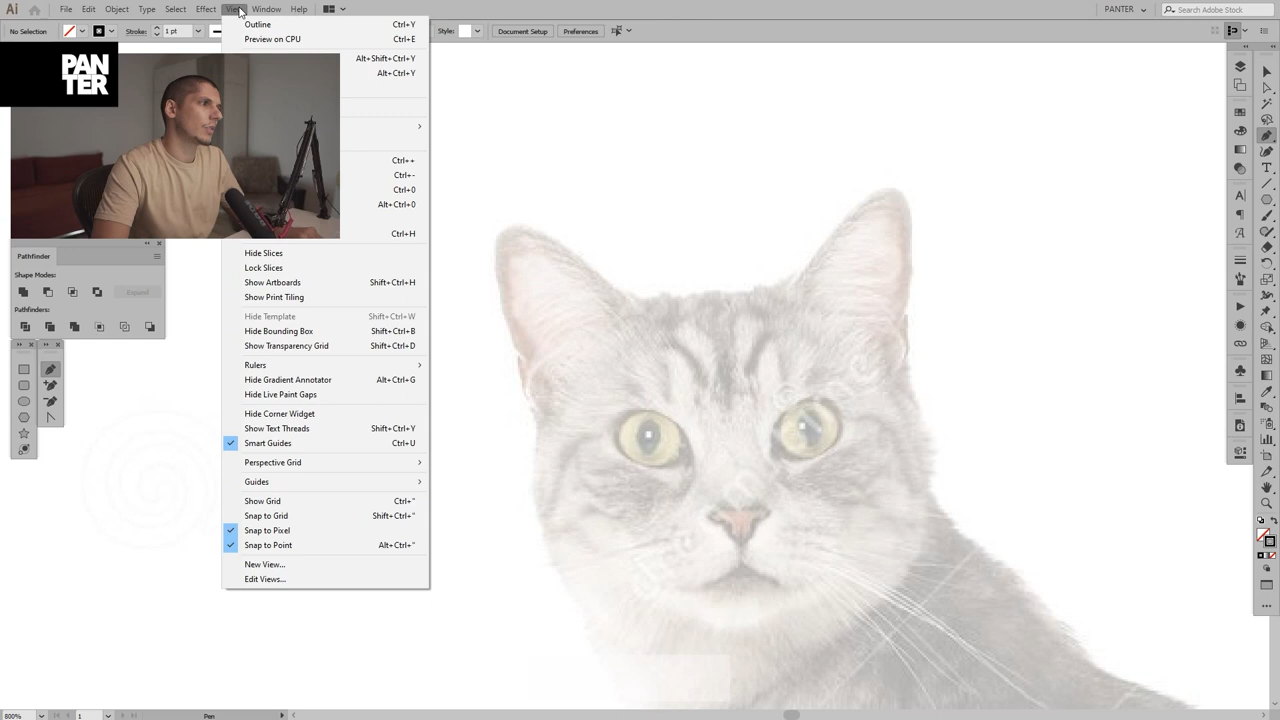 Ai File Edit Object Type Select Effect View Window Help PANTER Search Adobe Stock
No Selection Stroke: 1 pt Style: Document Setup Preferences
Outline Ctrl+Y
Preview on CPU Ctrl+E
Alt+Shift+Ctrl+Y
Alt+Ctrl+Y
PAN
TER
Ctrl++
Ctrl+-
Ctrl+0
Alt+Ctrl+0
Ctrl+H
Hide Slices
Lock Slices
Show Artboards Shift+Ctrl+H
Show Print Tiling
Hide Template Shift+Ctrl+W
Hide Bounding Box Shift+Ctrl+B
Show Transparency Grid Shift+Ctrl+D
Rulers
Hide Gradient Annotator Alt+Ctrl+G
Hide Live Paint Gaps
Hide Corner Widget
Show Text Threads Shift+Ctrl+Y
Smart Guides Ctrl+U
Perspective Grid
Guides
Show Grid Ctrl+"
Snap to Grid Shift+Ctrl+"
Snap to Pixel
Snap to Point Alt+Ctrl+"
New View...
Edit Views...
Pathfinder
Shape Modes:
Expand
Pathfinders:
800% 1 Pen